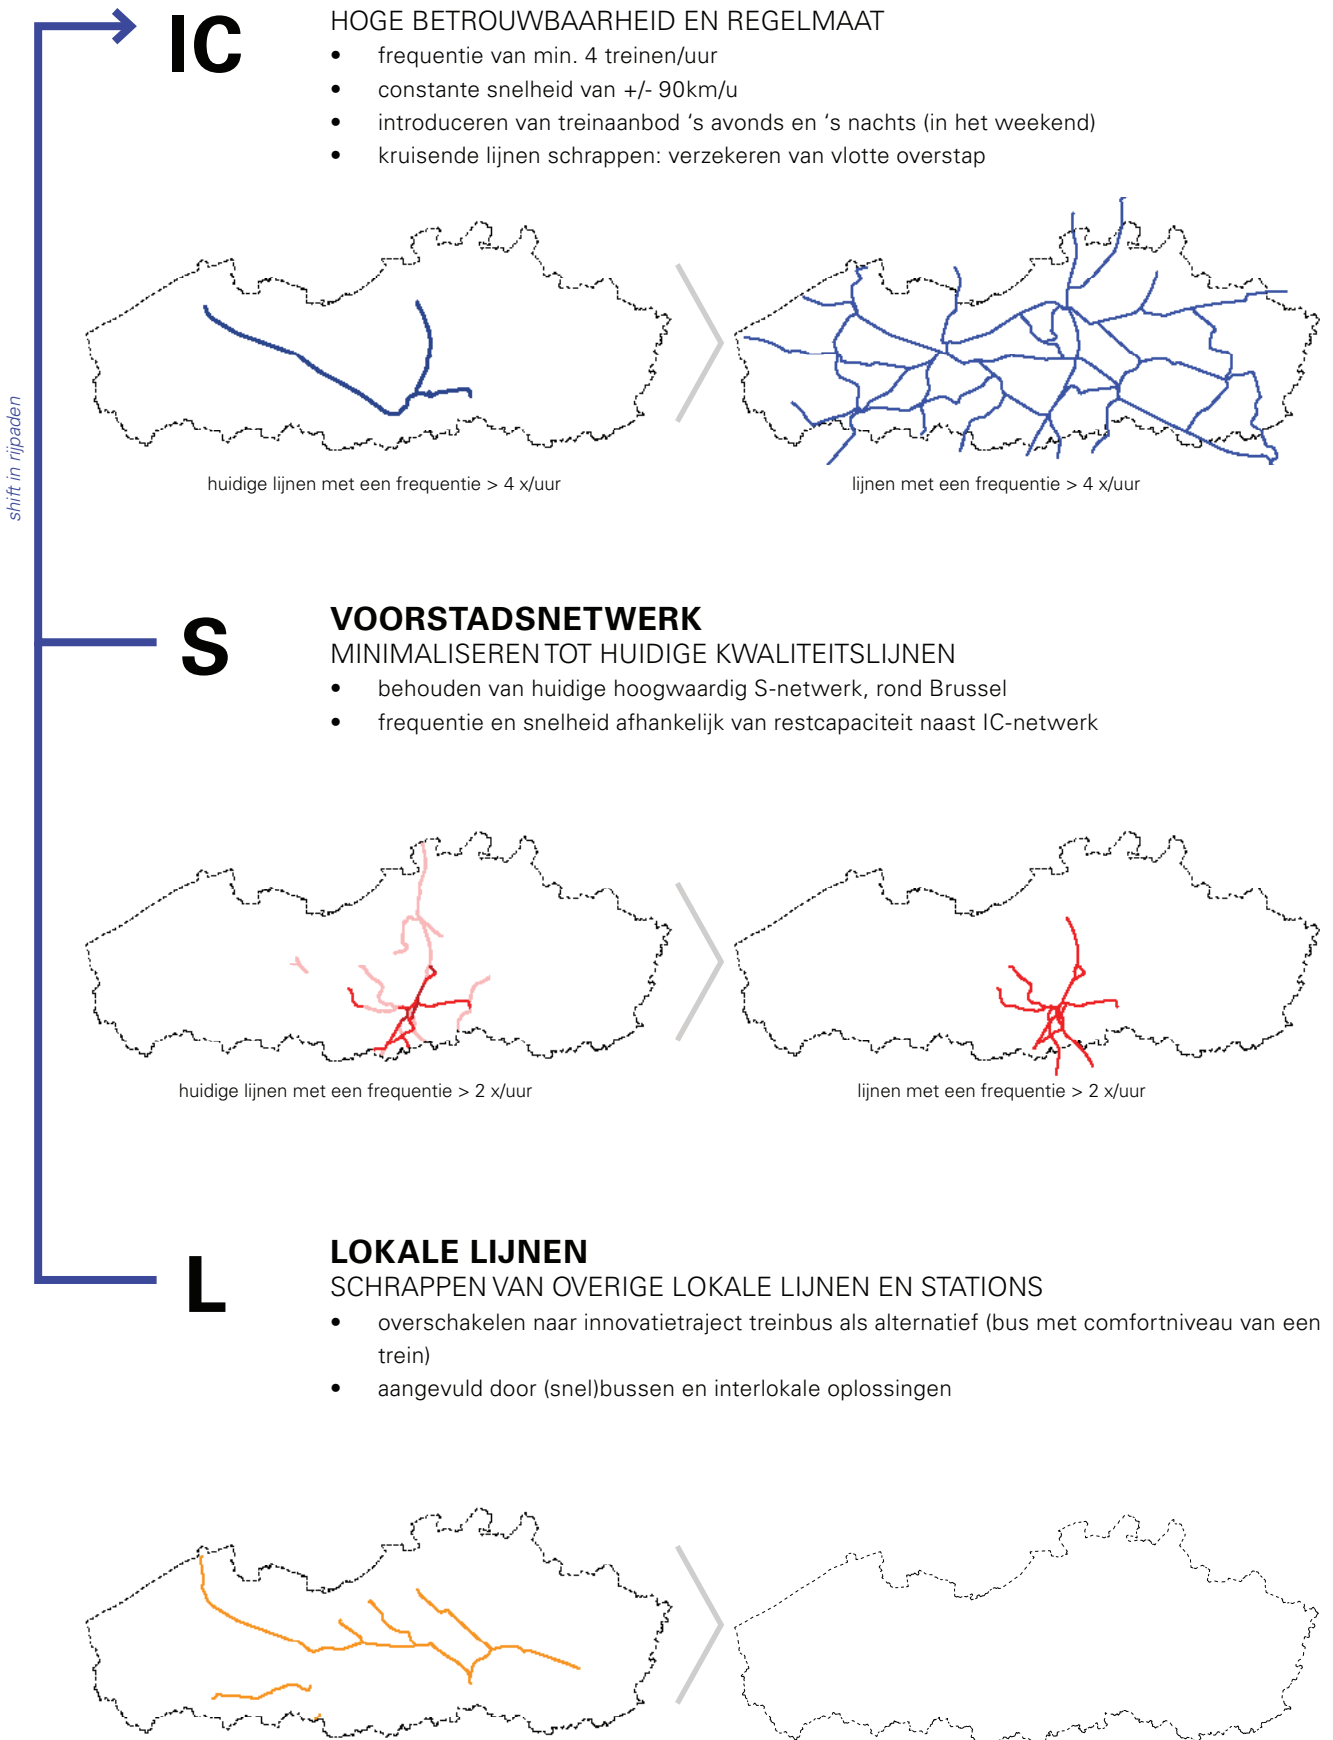 IC
HOGE BETROUWBAARHEID EN REGELMAAT
• frequentie van min. 4 treinen/uur
• constante snelheid van +/- 90km/u
• introduceren van treinaanbod ‘s avonds en ‘s nachts (in het weekend)
• kruisende lijnen schrappen: verzekeren van vlotte overstap
huidige lijnen met een frequentie > 4 x/uur
lijnen met een frequentie > 4 x/uur
shift in rijpaden
S
VOORSTADSNETWERK
MINIMALISEREN TOT HUIDIGE KWALITEITSLIJNEN
• behouden van huidige hoogwaardig S-netwerk, rond Brussel
• frequentie en snelheid afhankelijk van restcapaciteit naast IC-netwerk
huidige lijnen met een frequentie > 2 x/uur
lijnen met een frequentie > 2 x/uur
L
LOKALE LIJNEN
SCHRAPPEN VAN OVERIGE LOKALE LIJNEN EN STATIONS
• overschakelen naar innovatietraject treinbus als alternatief (bus met comfortniveau van een
trein)
• aangevuld door (snel)bussen en interlokale oplossingen